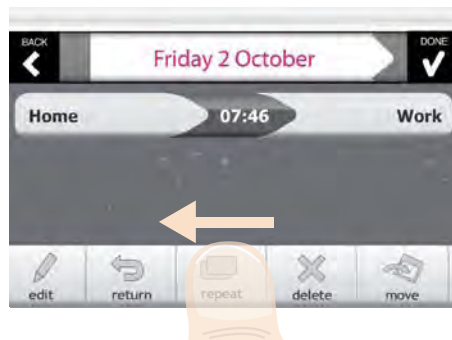 BACK
Friday 2 October
DONE
Home 07:46 Work
edit return repeat delete move